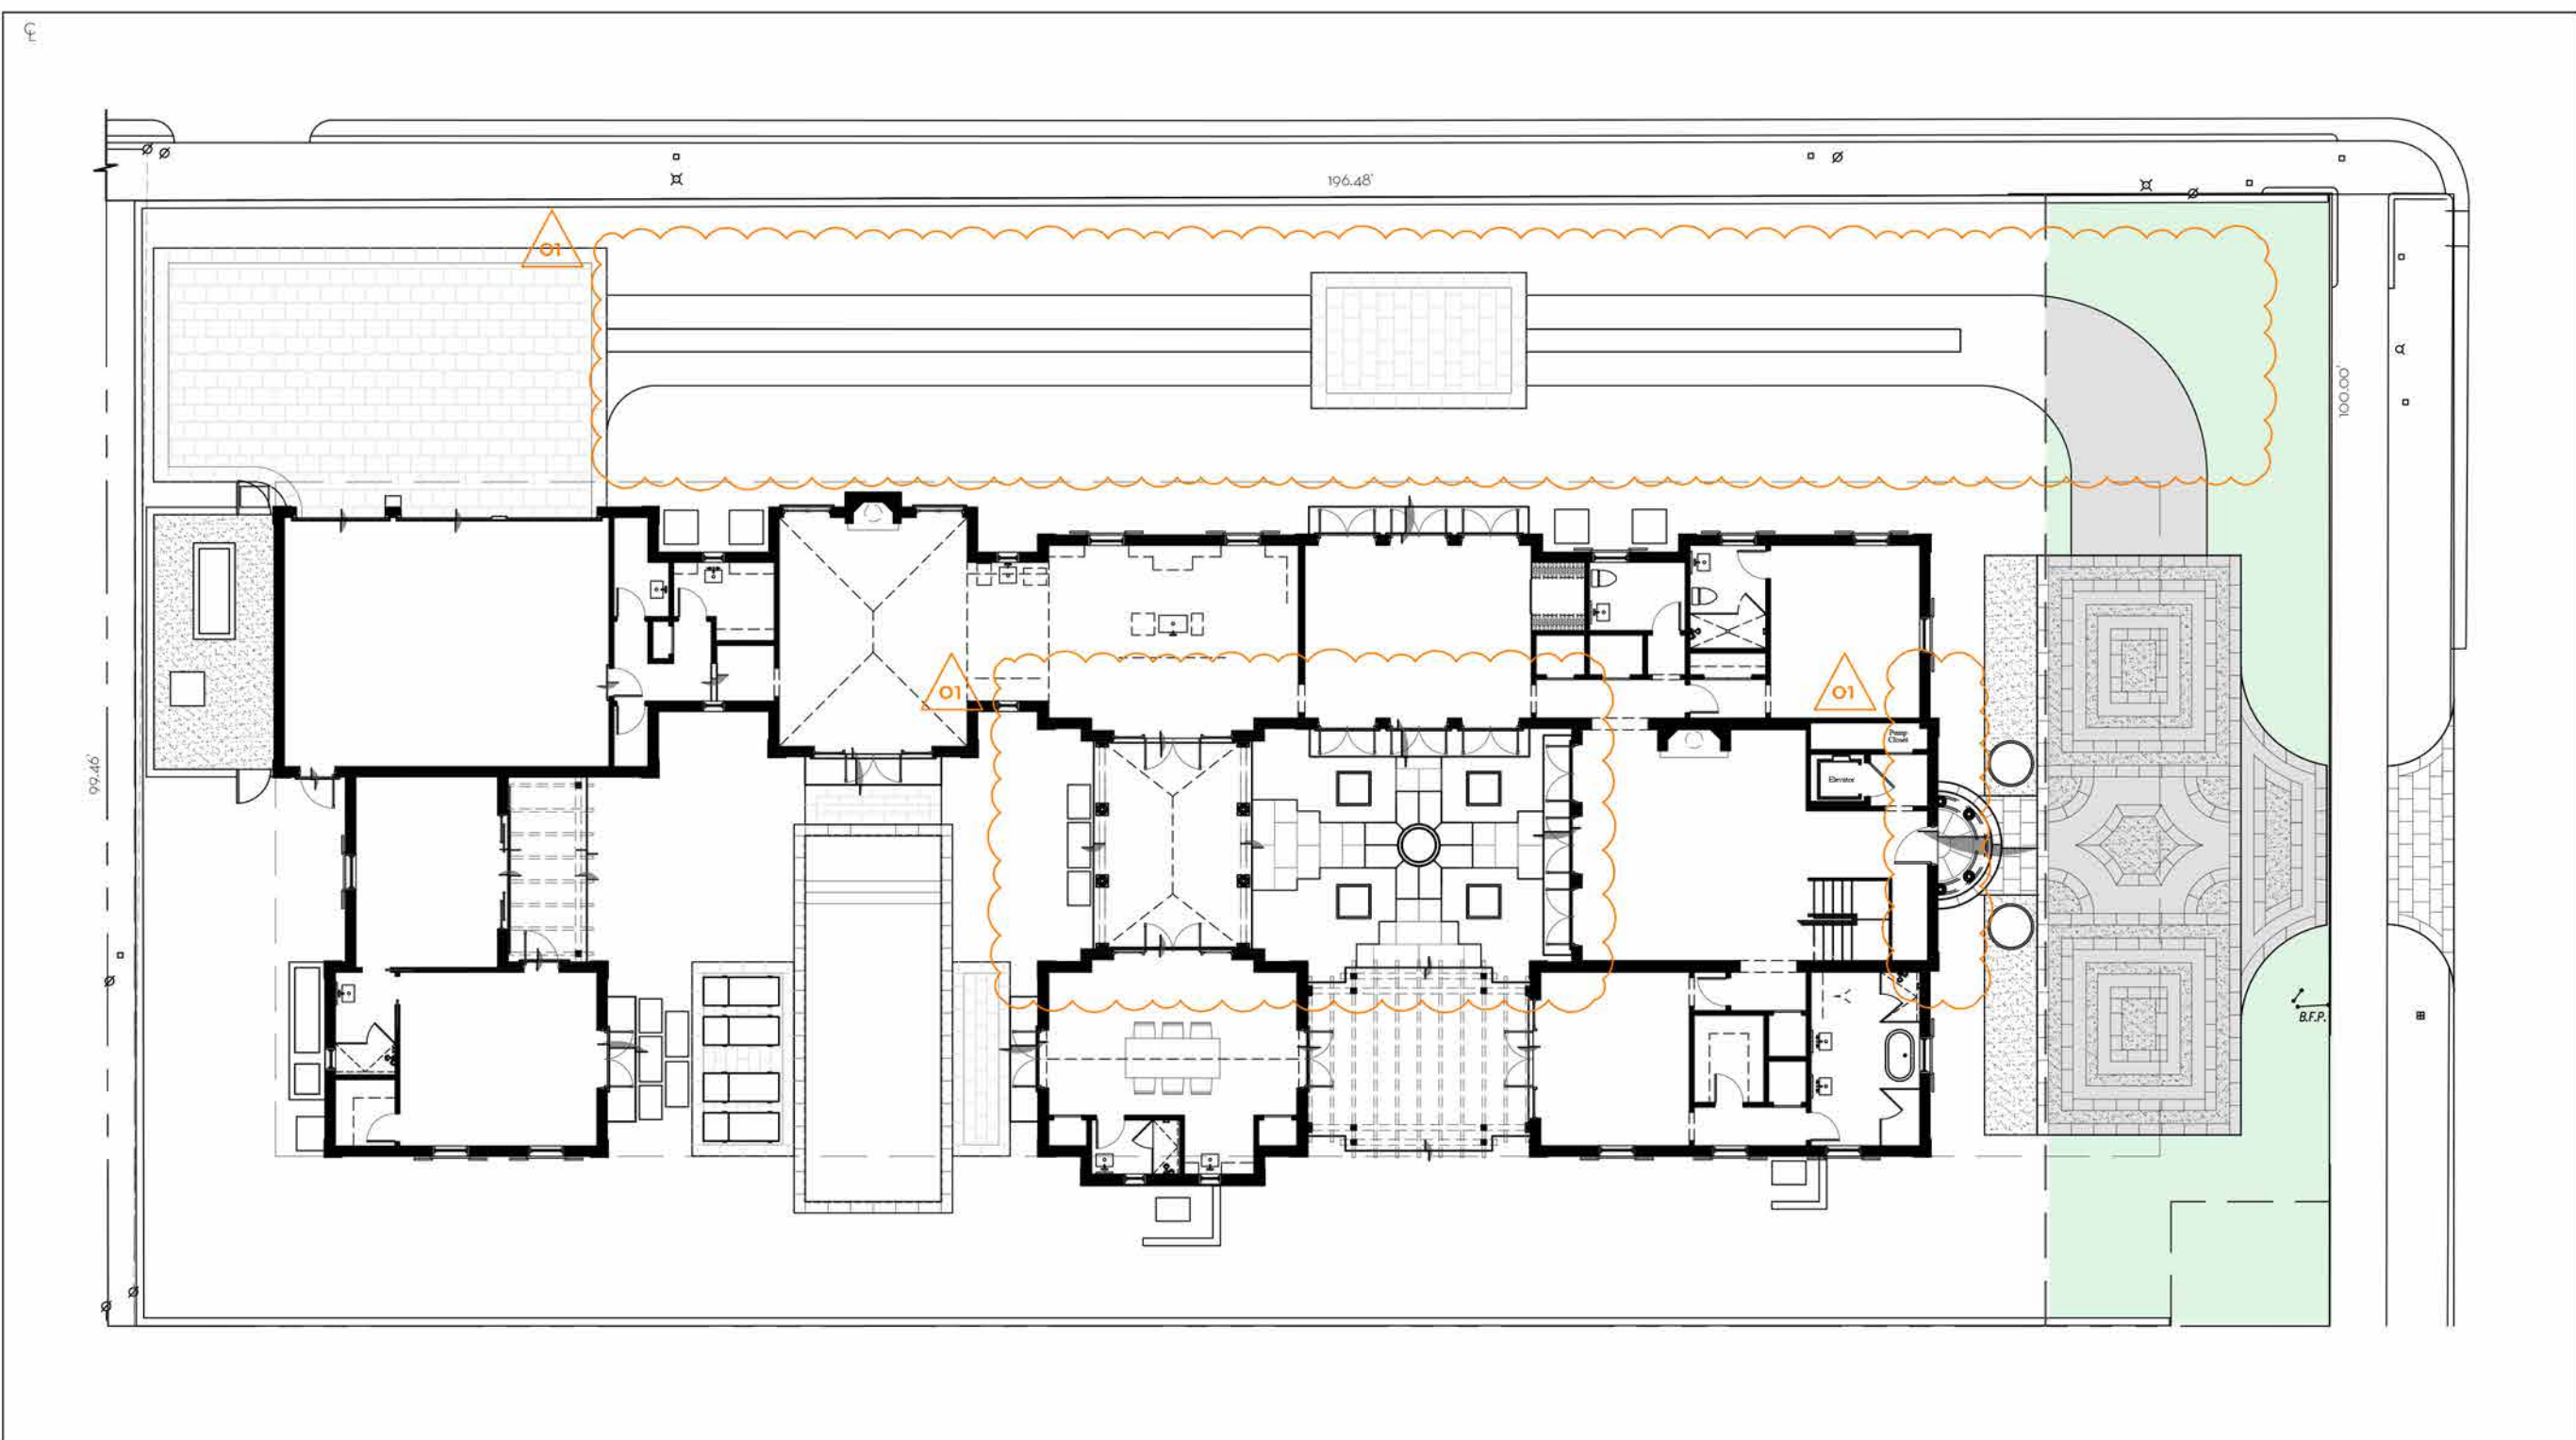 ℄
196.48'
01
100.00'
01
01
Pump
Closet
Elevator
99.46'
B.F.P.